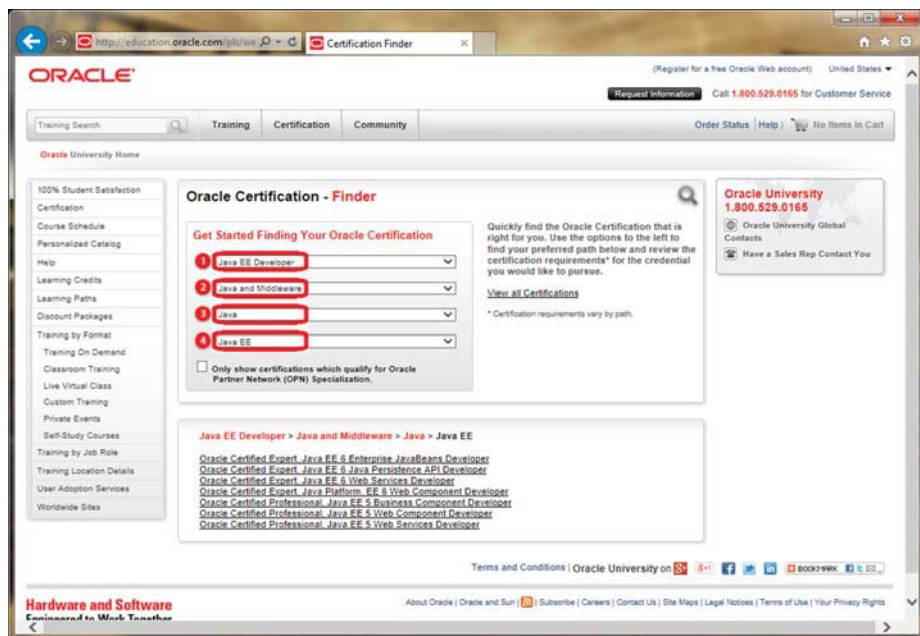 http://education.oracle.com/pls/we
Certification Finder
ORACLE
(Register for a free Oracle Web account) United States
Request Information Call 1.800.529.0165 for Customer Service
Training Search Training Certification Community Order Status | Help | No Items In Cart
Oracle University Home
100% Student Satisfaction
Certification
Course Schedule
Personalized Catalog
Help
Learning Credits
Learning Paths
Discount Packages
Training by Format
Training On Demand
Classroom Training
Live Virtual Class
Custom Training
Private Events
Self-Study Courses
Training by Job Role
Training Location Details
User Adoption Services
Worldwide Sites
Oracle Certification - Finder
Get Started Finding Your Oracle Certification
1 Java EE Developer
2 Java and Middleware
3 Java
4 Java EE
Only show certifications which qualify for Oracle
Partner Network (OPN) Specialization.
Quickly find the Oracle Certification that is
right for you. Use the options to the left to
find your preferred path below and review the
certification requirements* for the credential
you would like to pursue.
View all Certifications
* Certification requirements vary by path.
Oracle University
1.800.529.0165
Oracle University Global
Contacts
Have a Sales Rep Contact You
Java EE Developer > Java and Middleware > Java > Java EE
Oracle Certified Expert, Java EE 6 Enterprise JavaBeans Developer
Oracle Certified Expert, Java EE 6 Java Persistence API Developer
Oracle Certified Expert, Java EE 6 Web Services Developer
Oracle Certified Expert, Java Platform, EE 6 Web Component Developer
Oracle Certified Professional, Java EE 5 Business Component Developer
Oracle Certified Professional, Java EE 5 Web Component Developer
Oracle Certified Professional, Java EE 5 Web Services Developer
Terms and Conditions | Oracle University on BOOKMARK
Hardware and Software
Engineered to Work Together
About Oracle | Oracle and Sun | | Subscribe | Careers | Contact Us | Site Maps | Legal Notices | Terms of Use | Your Privacy Rights